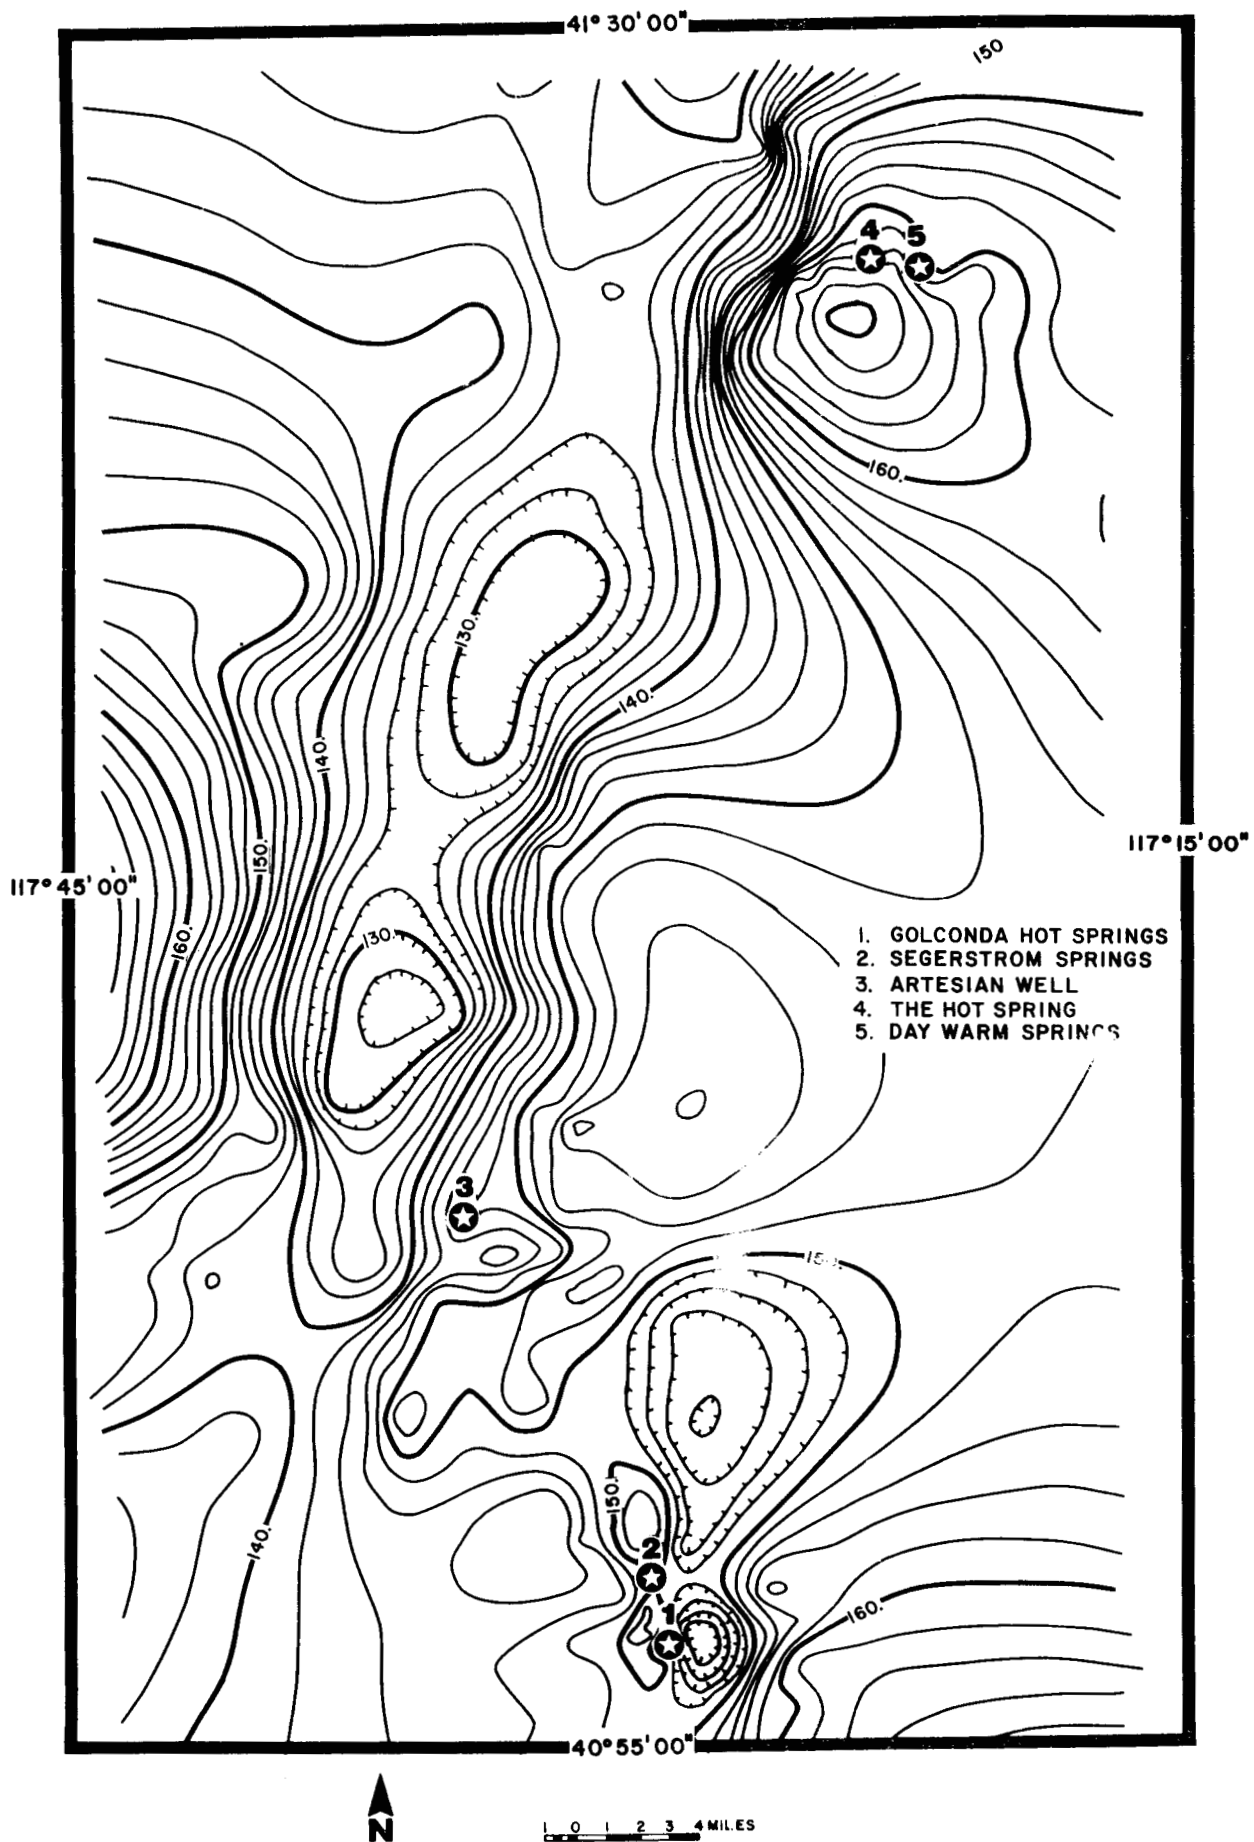 41° 30' 00"
150
4
5
160.
130.
140.
140.
150.
117° 15' 00"
117° 45' 00"
160.
130.
1. GOLCONDA HOT SPRINGS
2. SEGERSTROM SPRINGS
3. ARTESIAN WELL
4. THE HOT SPRING
5. DAY WARM SPRINGS
3
150.
140.
2
1
160.
40° 55' 00"
N
1 0 1 2 3 4 MILES